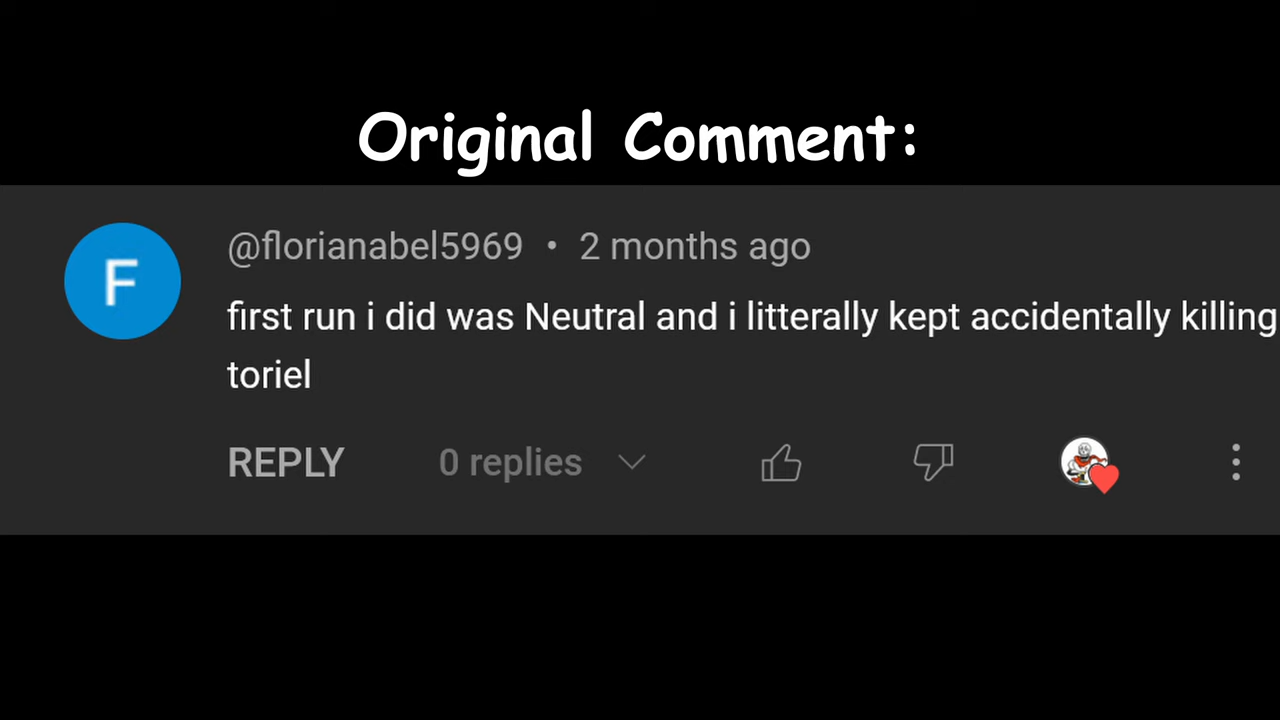 Original Comment:
F
@florianabel5969 • 2 months ago
first run i did was Neutral and i litterally kept accidentally killing
toriel
REPLY 0 replies